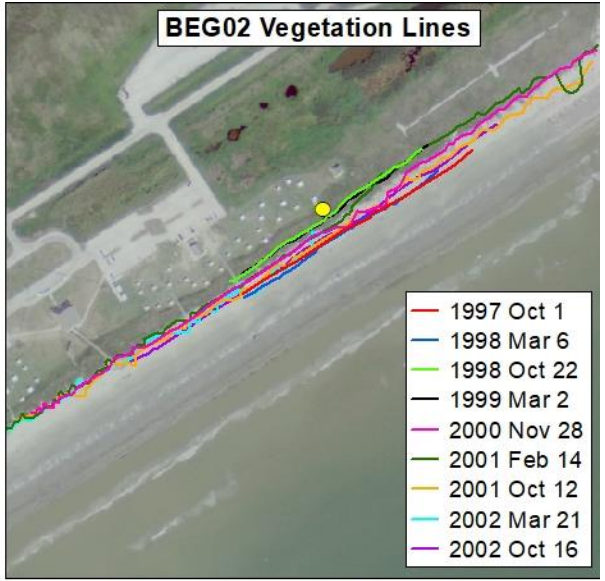 BEG02 Vegetation Lines
1997 Oct 1
1998 Mar 6
1998 Oct 22
1999 Mar 2
2000 Nov 28
2001 Feb 14
2001 Oct 12
2002 Mar 21
2002 Oct 16